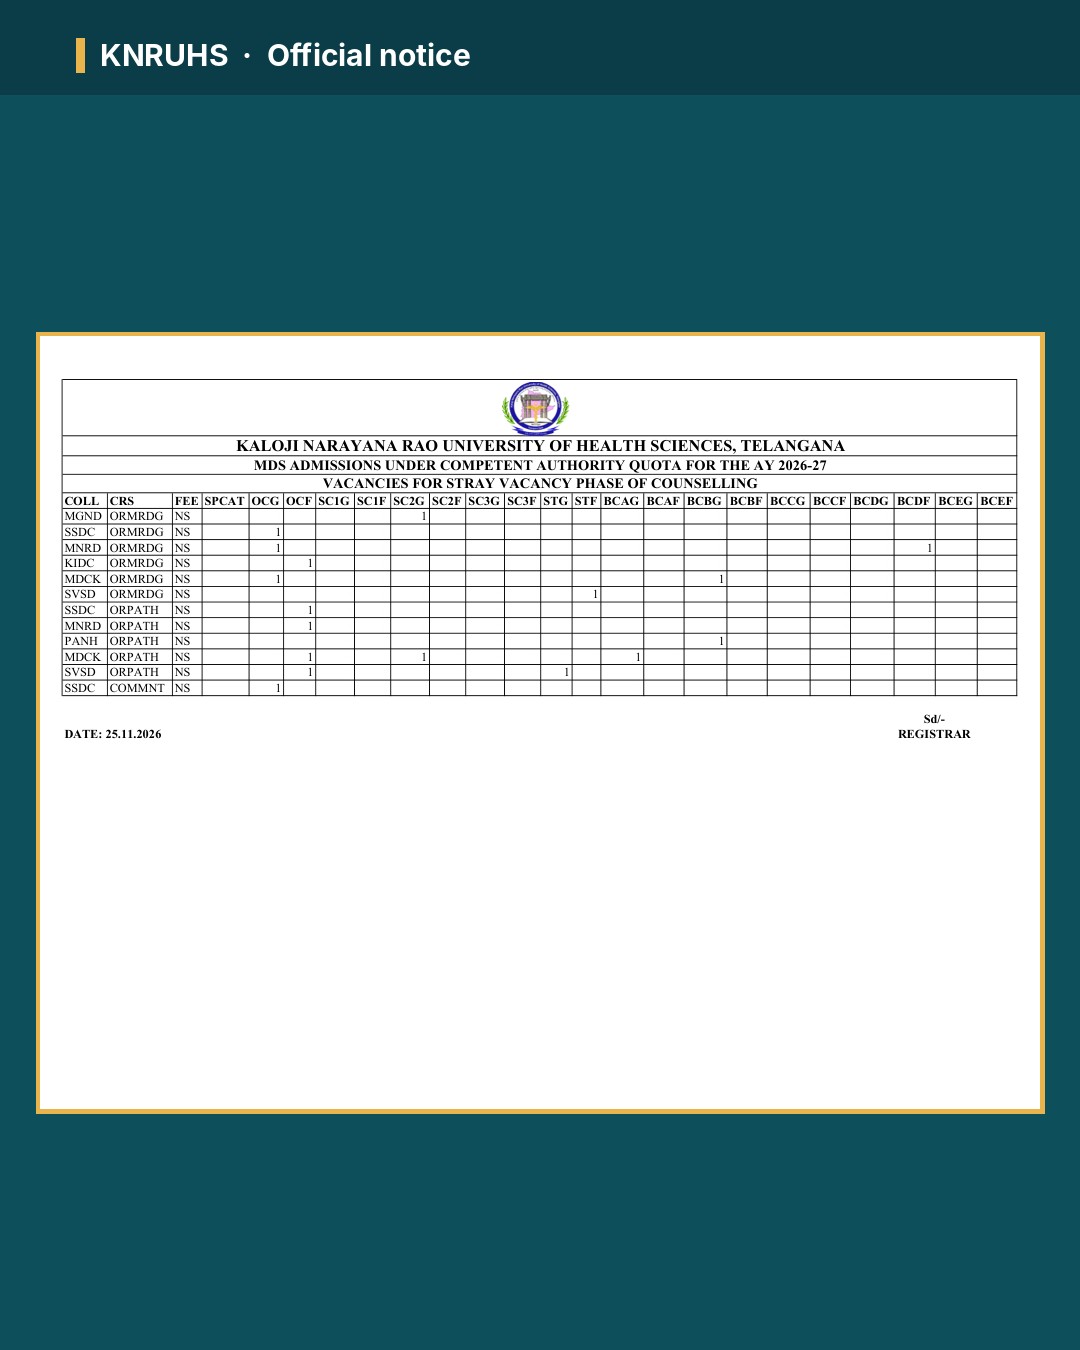 KNRUHS · Official notice
KALOJI NARAYANA RAO UNIVERSITY OF HEALTH SCIENCES, TELANGANA
MDS ADMISSIONS UNDER COMPETENT AUTHORITY QUOTA FOR THE AY 2026-27
VACANCIES FOR STRAY VACANCY PHASE OF COUNSELLING
COLL CRS FEE SPCAT OCG OCF SC1G SC1F SC2G SC2F SC3G SC3F STG STF BCAG BCAF BCBG BCBF BCCG BCCF BCDG BCDF BCEG BCEF
MGND ORMRDG NS 1
SSDC ORMRDG NS 1
MNRD ORMRDG NS 1 1
KIDC ORMRDG NS 1
MDCK ORMRDG NS 1 1
SVSD ORMRDG NS 1
SSDC ORPATH NS 1
MNRD ORPATH NS 1
PANH ORPATH NS 1
MDCK ORPATH NS 1 1 1
SVSD ORPATH NS 1 1
SSDC COMMNT NS 1
Sd/-
DATE: 25.11.2026 REGISTRAR